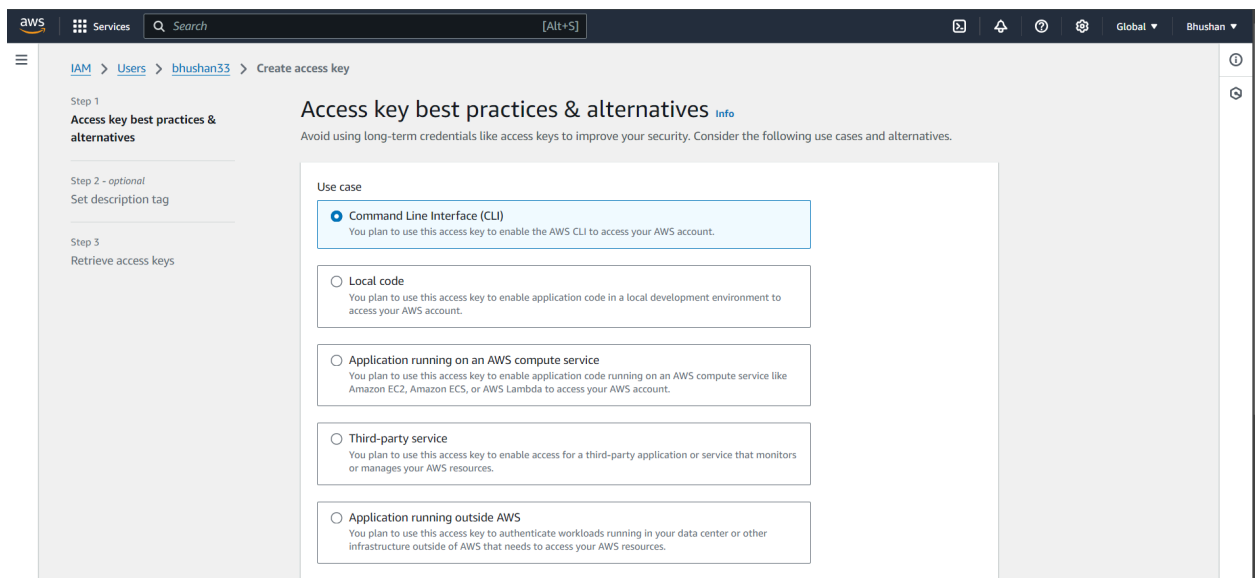 aws
Services
Search [Alt+S]
Global ▼
Bhushan ▼
IAM > Users > bhushan33 > Create access key
Step 1
Access key best practices &
alternatives
Step 2 - optional
Set description tag
Step 3
Retrieve access keys
Access key best practices & alternatives Info
Avoid using long-term credentials like access keys to improve your security. Consider the following use cases and alternatives.
Use case
Command Line Interface (CLI)
You plan to use this access key to enable the AWS CLI to access your AWS account.
Local code
You plan to use this access key to enable application code in a local development environment to
access your AWS account.
Application running on an AWS compute service
You plan to use this access key to enable application code running on an AWS compute service like
Amazon EC2, Amazon ECS, or AWS Lambda to access your AWS account.
Third-party service
You plan to use this access key to enable access for a third-party application or service that monitors
or manages your AWS resources.
Application running outside AWS
You plan to use this access key to authenticate workloads running in your data center or other
infrastructure outside of AWS that needs to access your AWS resources.